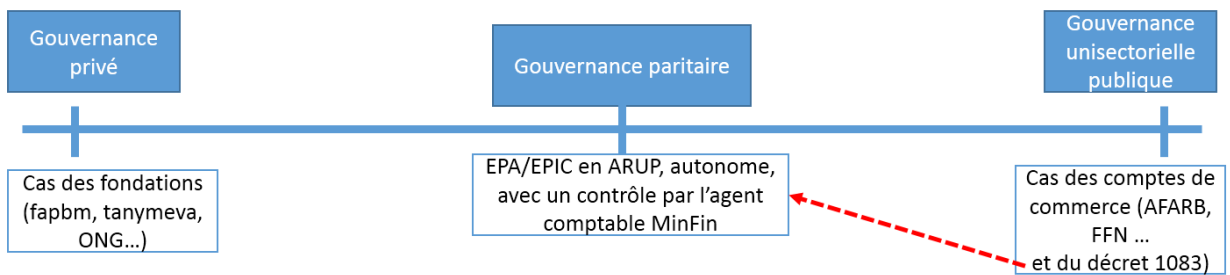 Gouvernance
privé
Gouvernance paritaire
Gouvernance
unisectorielle
publique
Cas des fondations
(fapbm, tanymeva,
ONG…)
EPA/EPIC en ARUP, autonome,
avec un contrôle par l’agent
comptable MinFin
Cas des comptes de
commerce (AFARB,
FFN …
et du décret 1083)